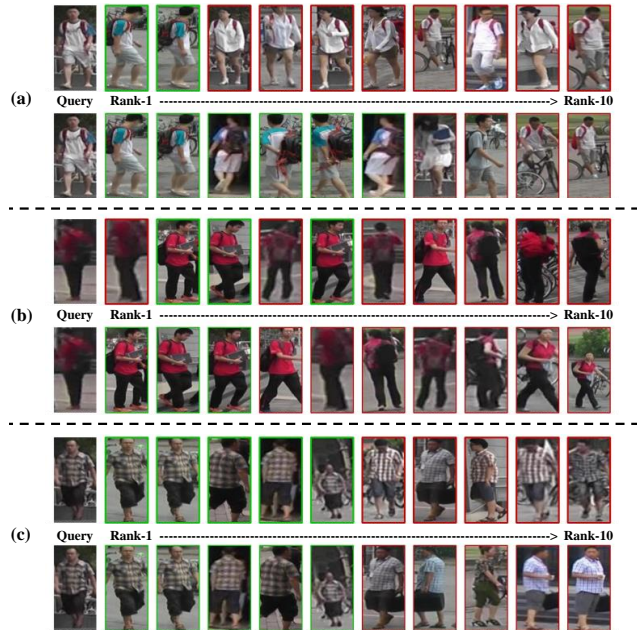 (a)
Query Rank-1 ----------> Rank-10
(b)
Query Rank-1 ----------> Rank-10
(c)
Query Rank-1 ----------> Rank-10